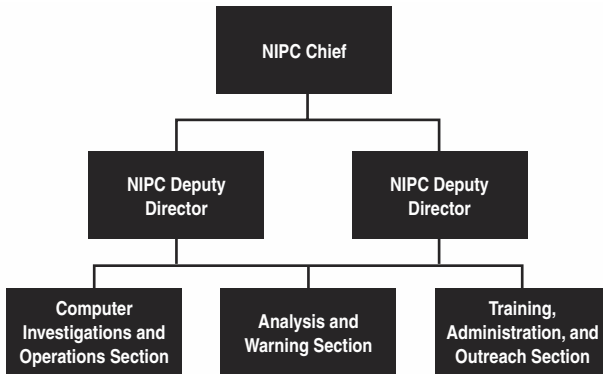 NIPC Chief
NIPC Deputy
Director
NIPC Deputy
Director
Computer
Investigations and
Operations Section
Analysis and
Warning Section
Training,
Administration, and
Outreach Section